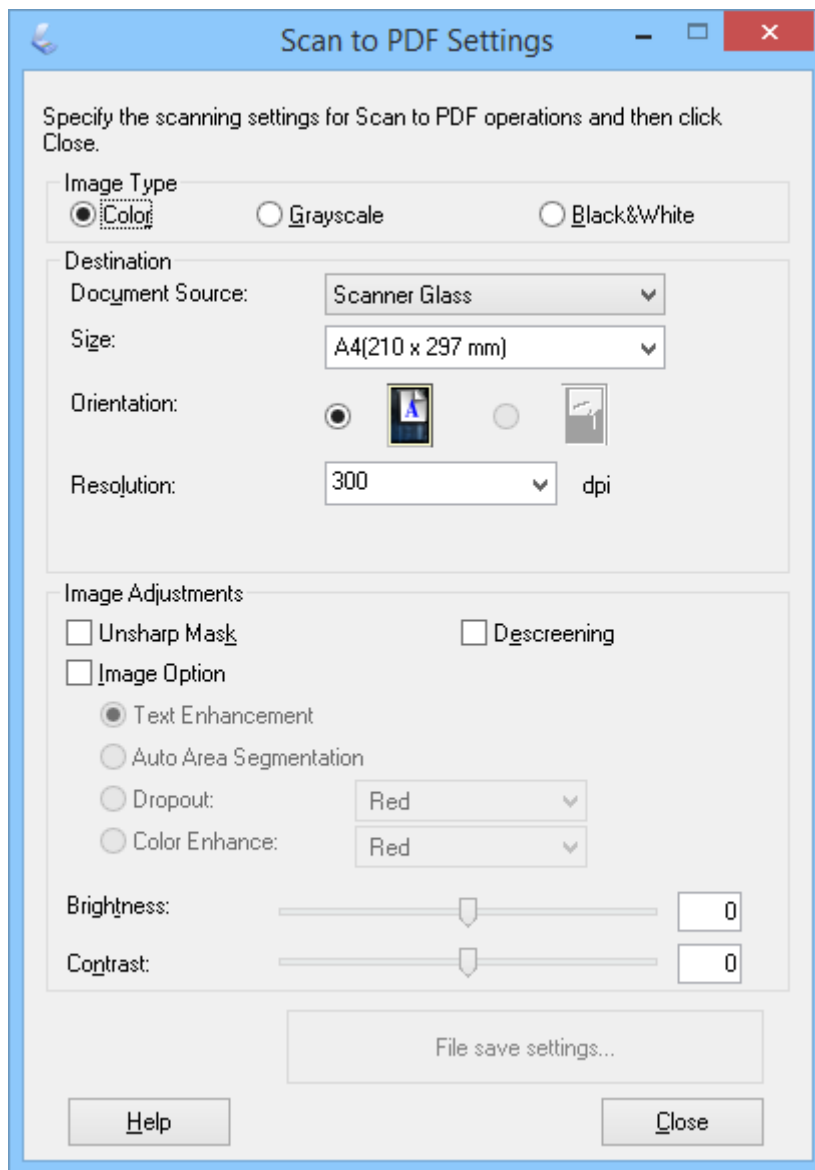 Scan to PDF Settings
Specify the scanning settings for Scan to PDF operations and then click
Close.
Image Type
Color Grayscale Black&White
Destination
Document Source: Scanner Glass
Size: A4(210 x 297 mm)
Orientation: A
Resolution: 300 dpi
Image Adjustments
Unsharp Mask Descreening
Image Option
Text Enhancement
Auto Area Segmentation
Dropout: Red
Color Enhance: Red
Brightness: 0
Contrast: 0
File save settings...
Help Close